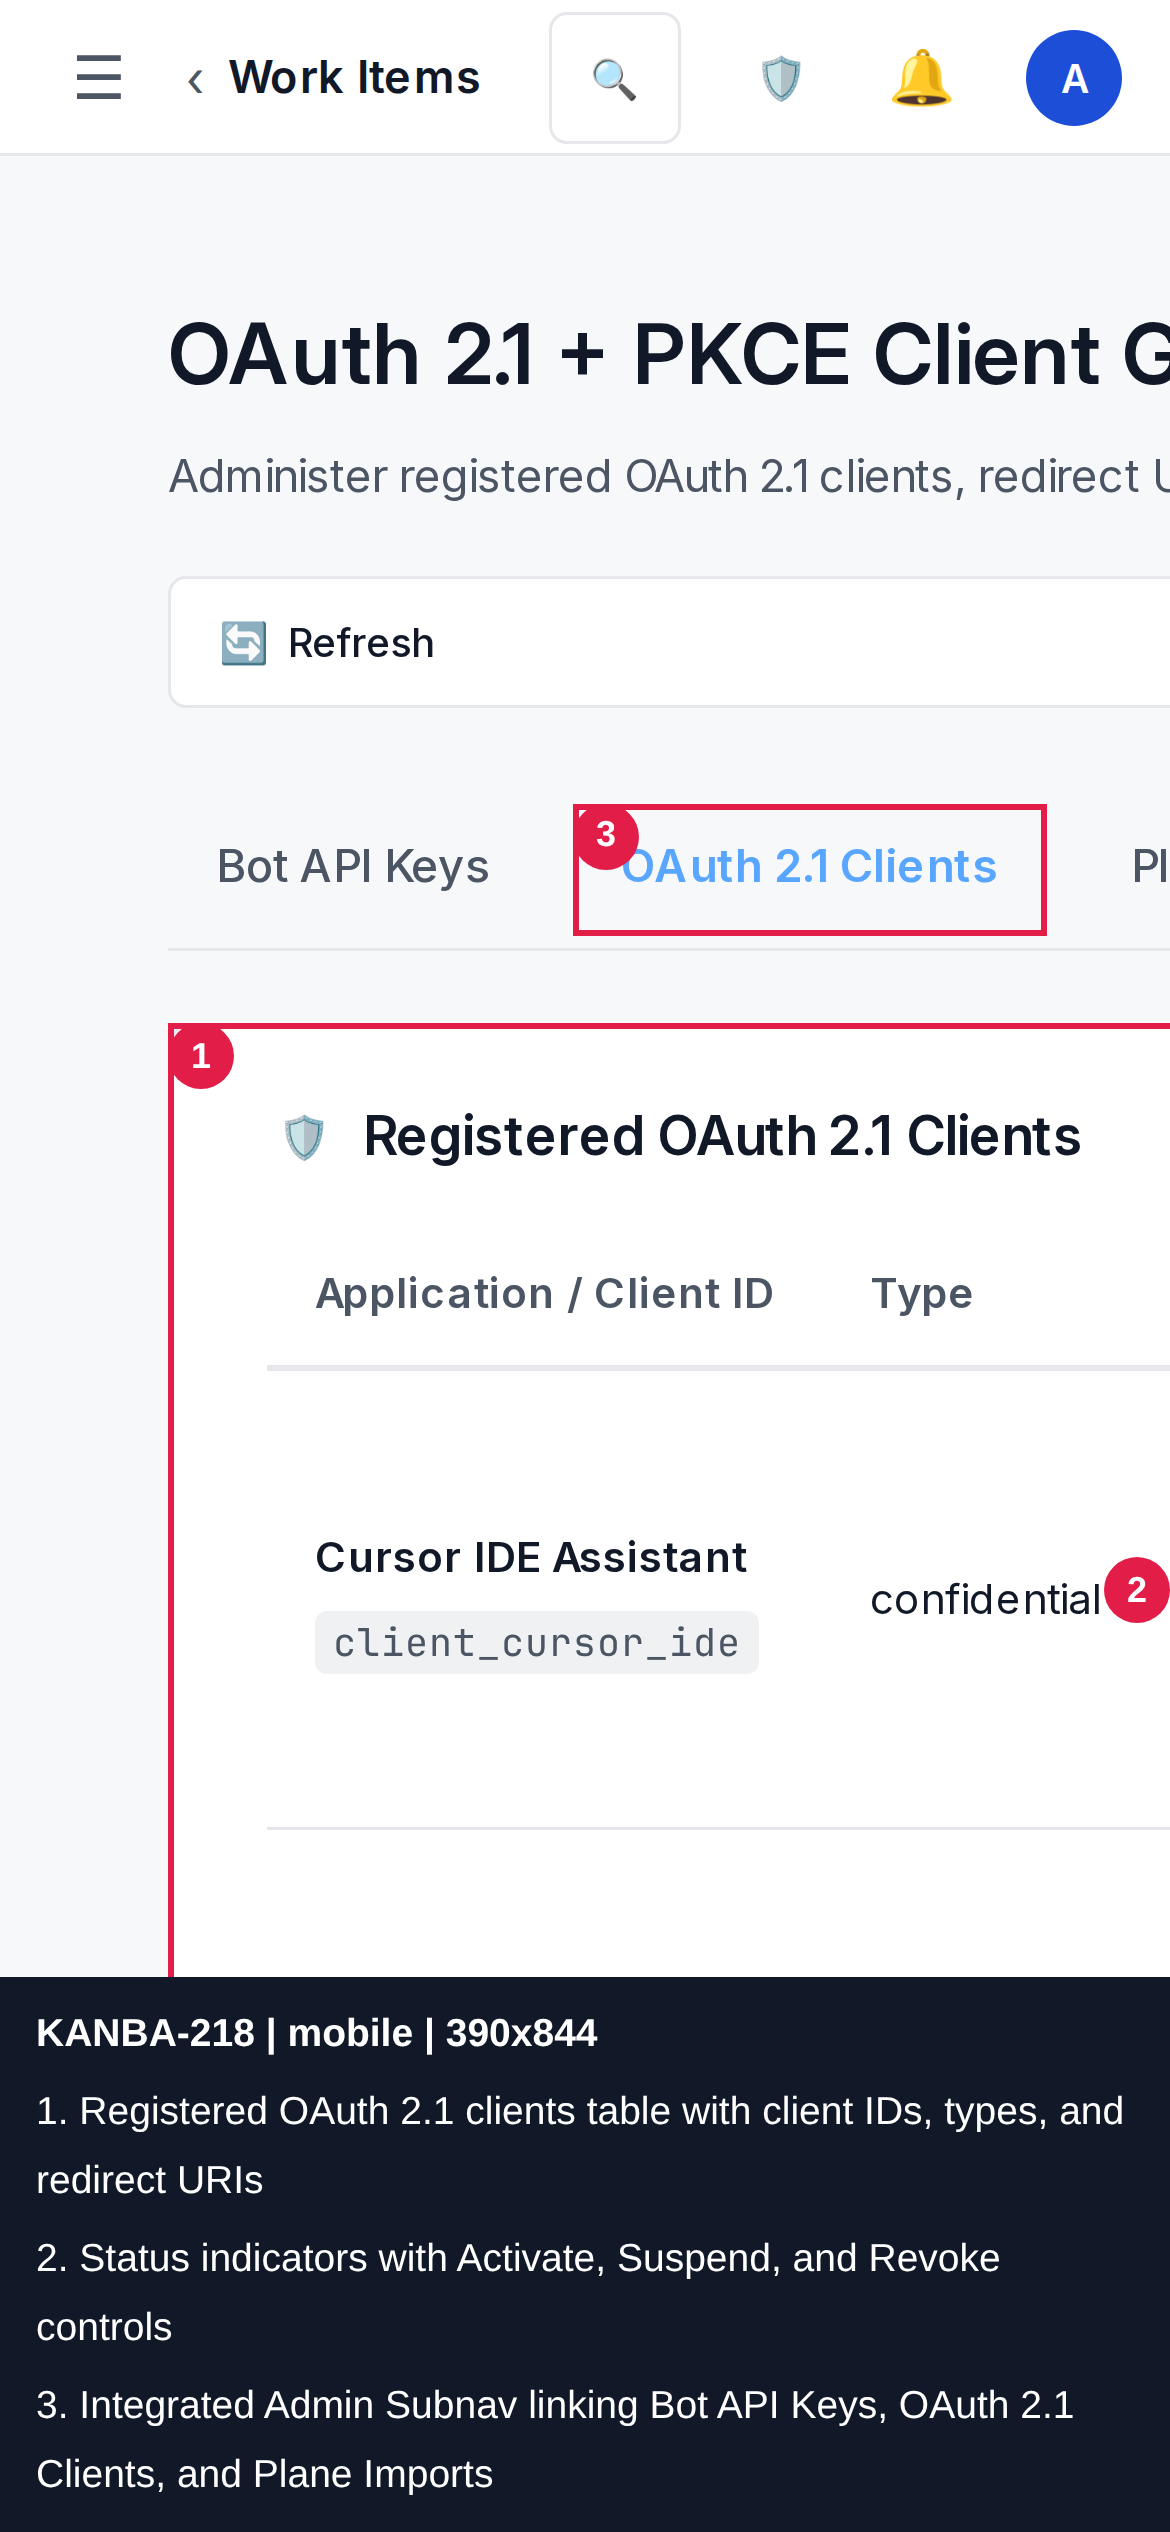 ☰ ‹ Work Items A
OAuth 2.1 + PKCE Client G
Administer registered OAuth 2.1 clients, redirect U
Refresh
Bot API Keys 3 OAuth 2.1 Clients Pl
1
Registered OAuth 2.1 Clients
Application / Client ID Type
Cursor IDE Assistant
confidential 2
client_cursor_ide
KANBA-218 | mobile | 390x844
1. Registered OAuth 2.1 clients table with client IDs, types, and
redirect URIs
2. Status indicators with Activate, Suspend, and Revoke
controls
3. Integrated Admin Subnav linking Bot API Keys, OAuth 2.1
Clients, and Plane Imports